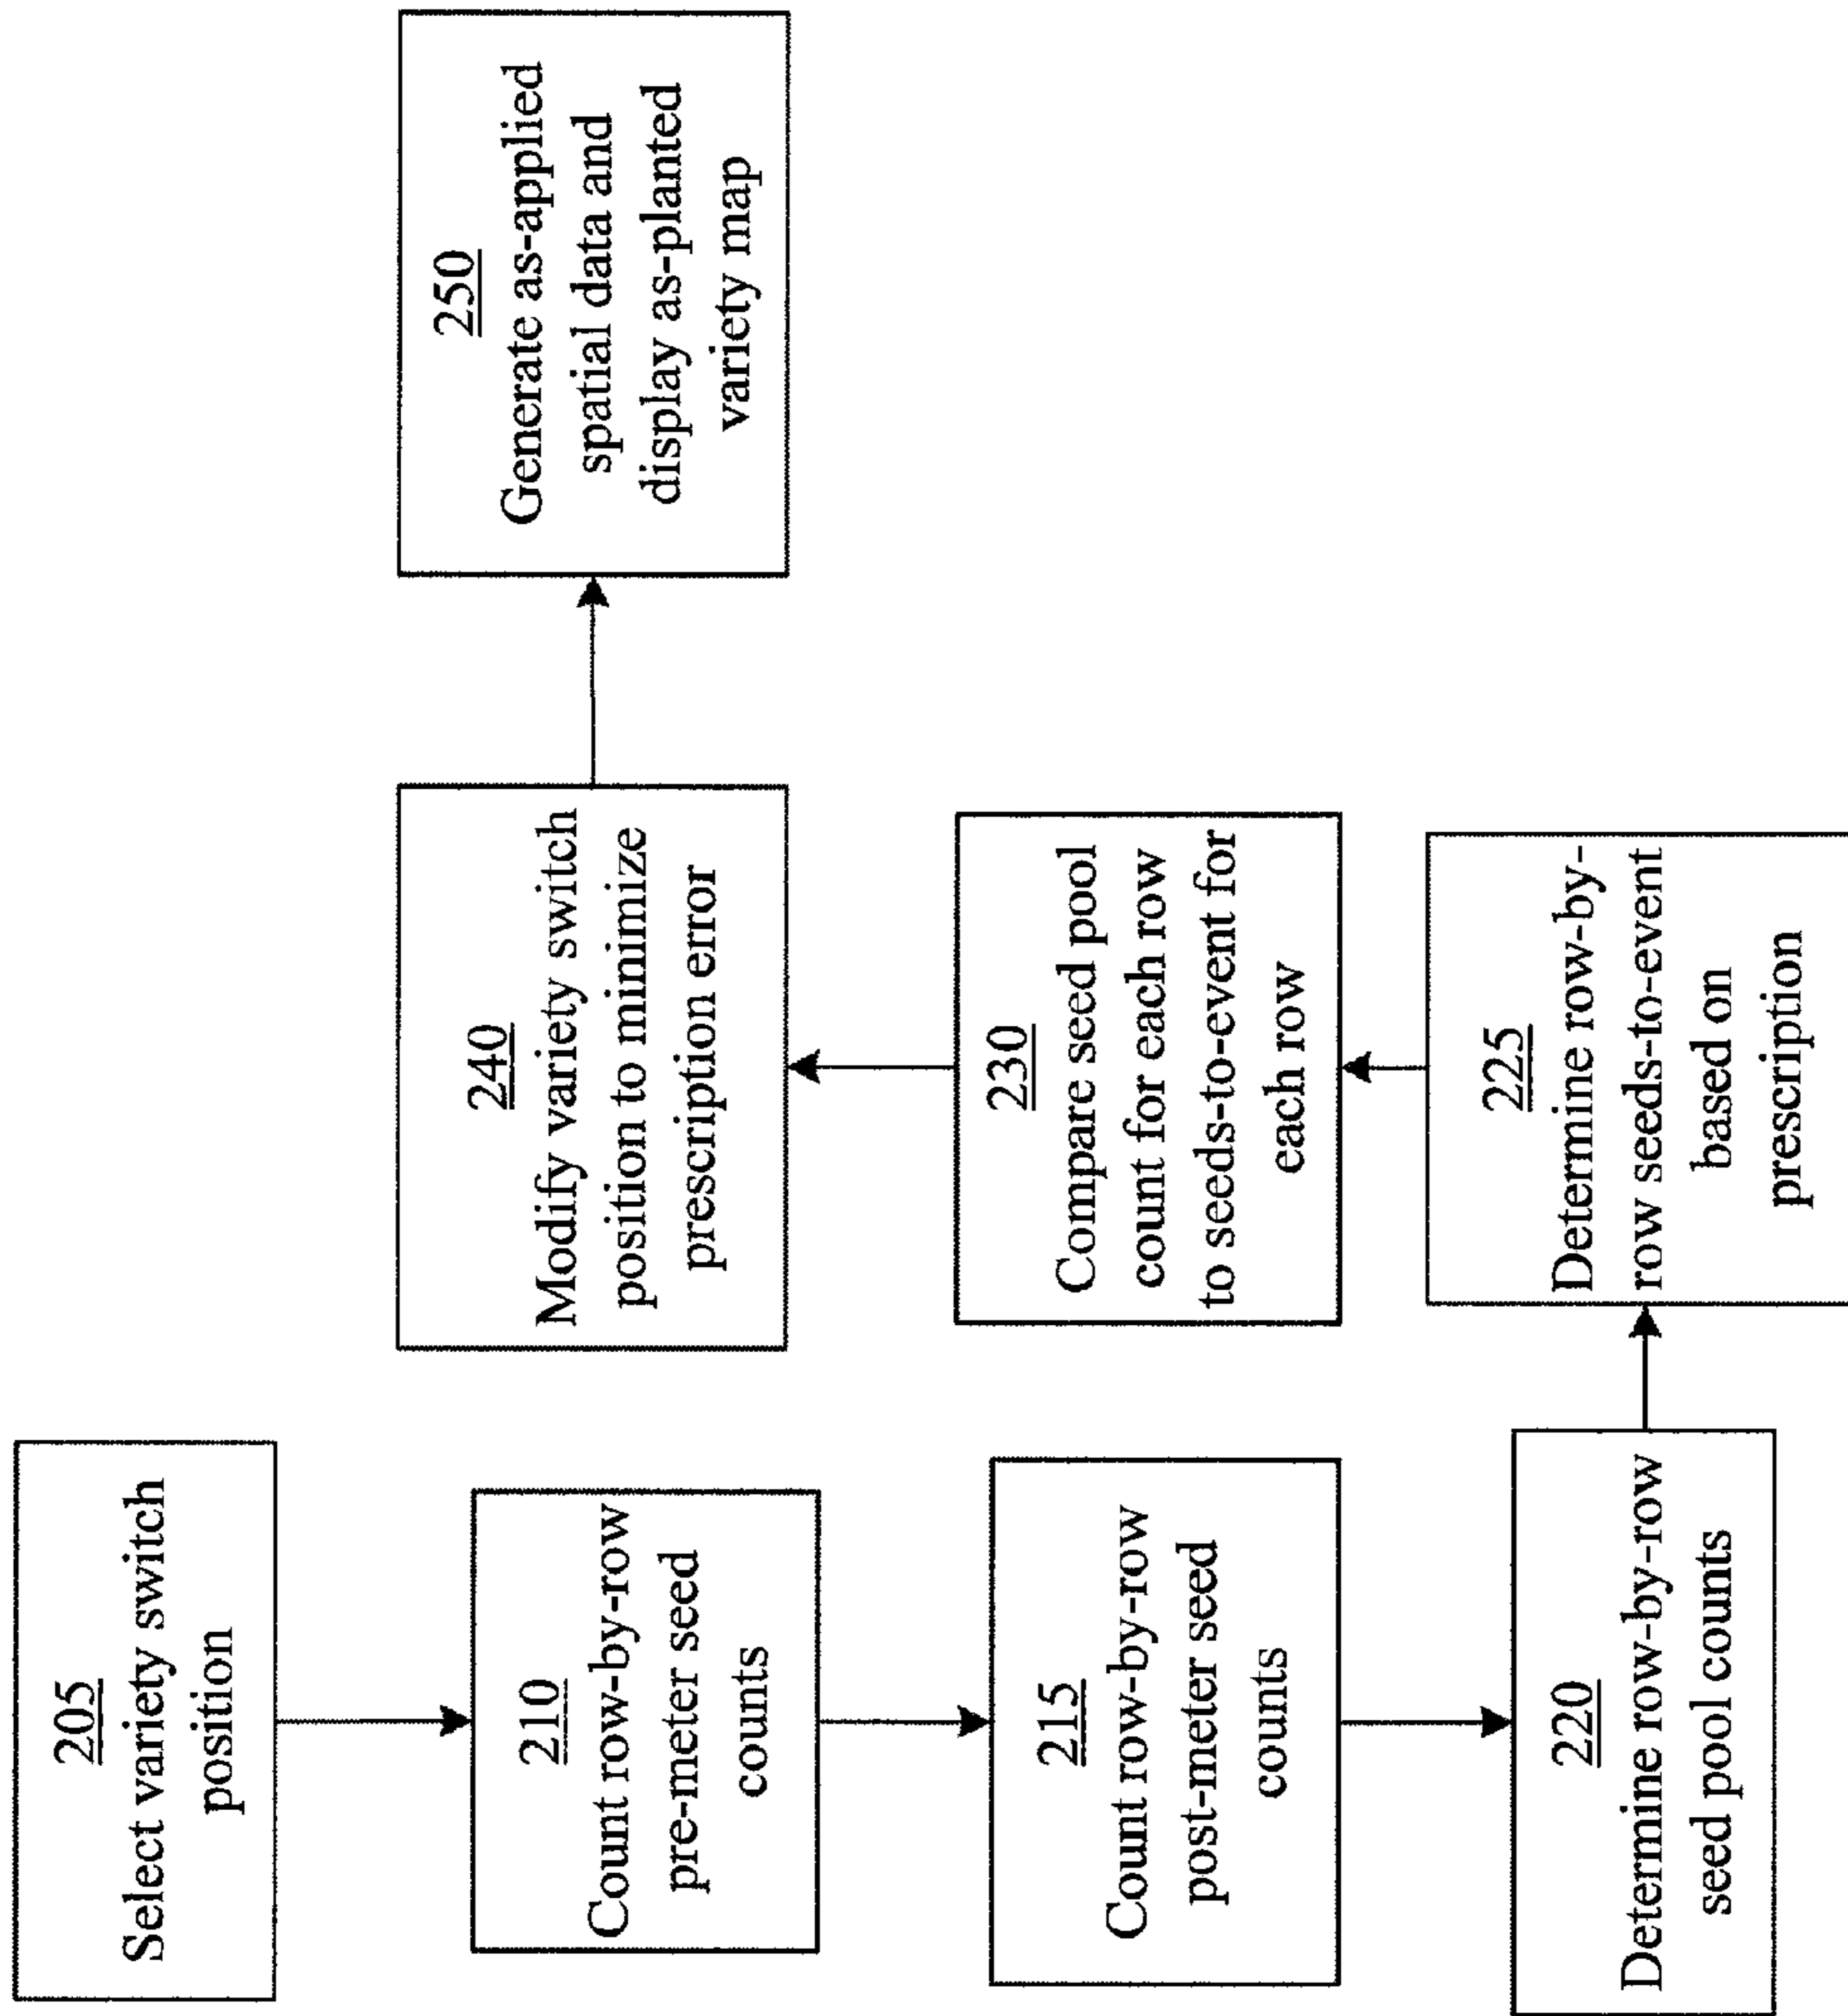 205
Select variety switch
position
210
Count row-by-row
pre-meter seed
counts
215
Count row-by-row
post-meter seed
counts
220
Determine row-by-row
seed pool counts
225
Determine row-by-
row seeds-to-event
based on
prescription
230
Compare seed pool
count for each row
to seeds-to-event for
each row
240
Modify variety switch
position to minimize
prescription error
250
Generate as-applied
spatial data and
display as-planted
variety map